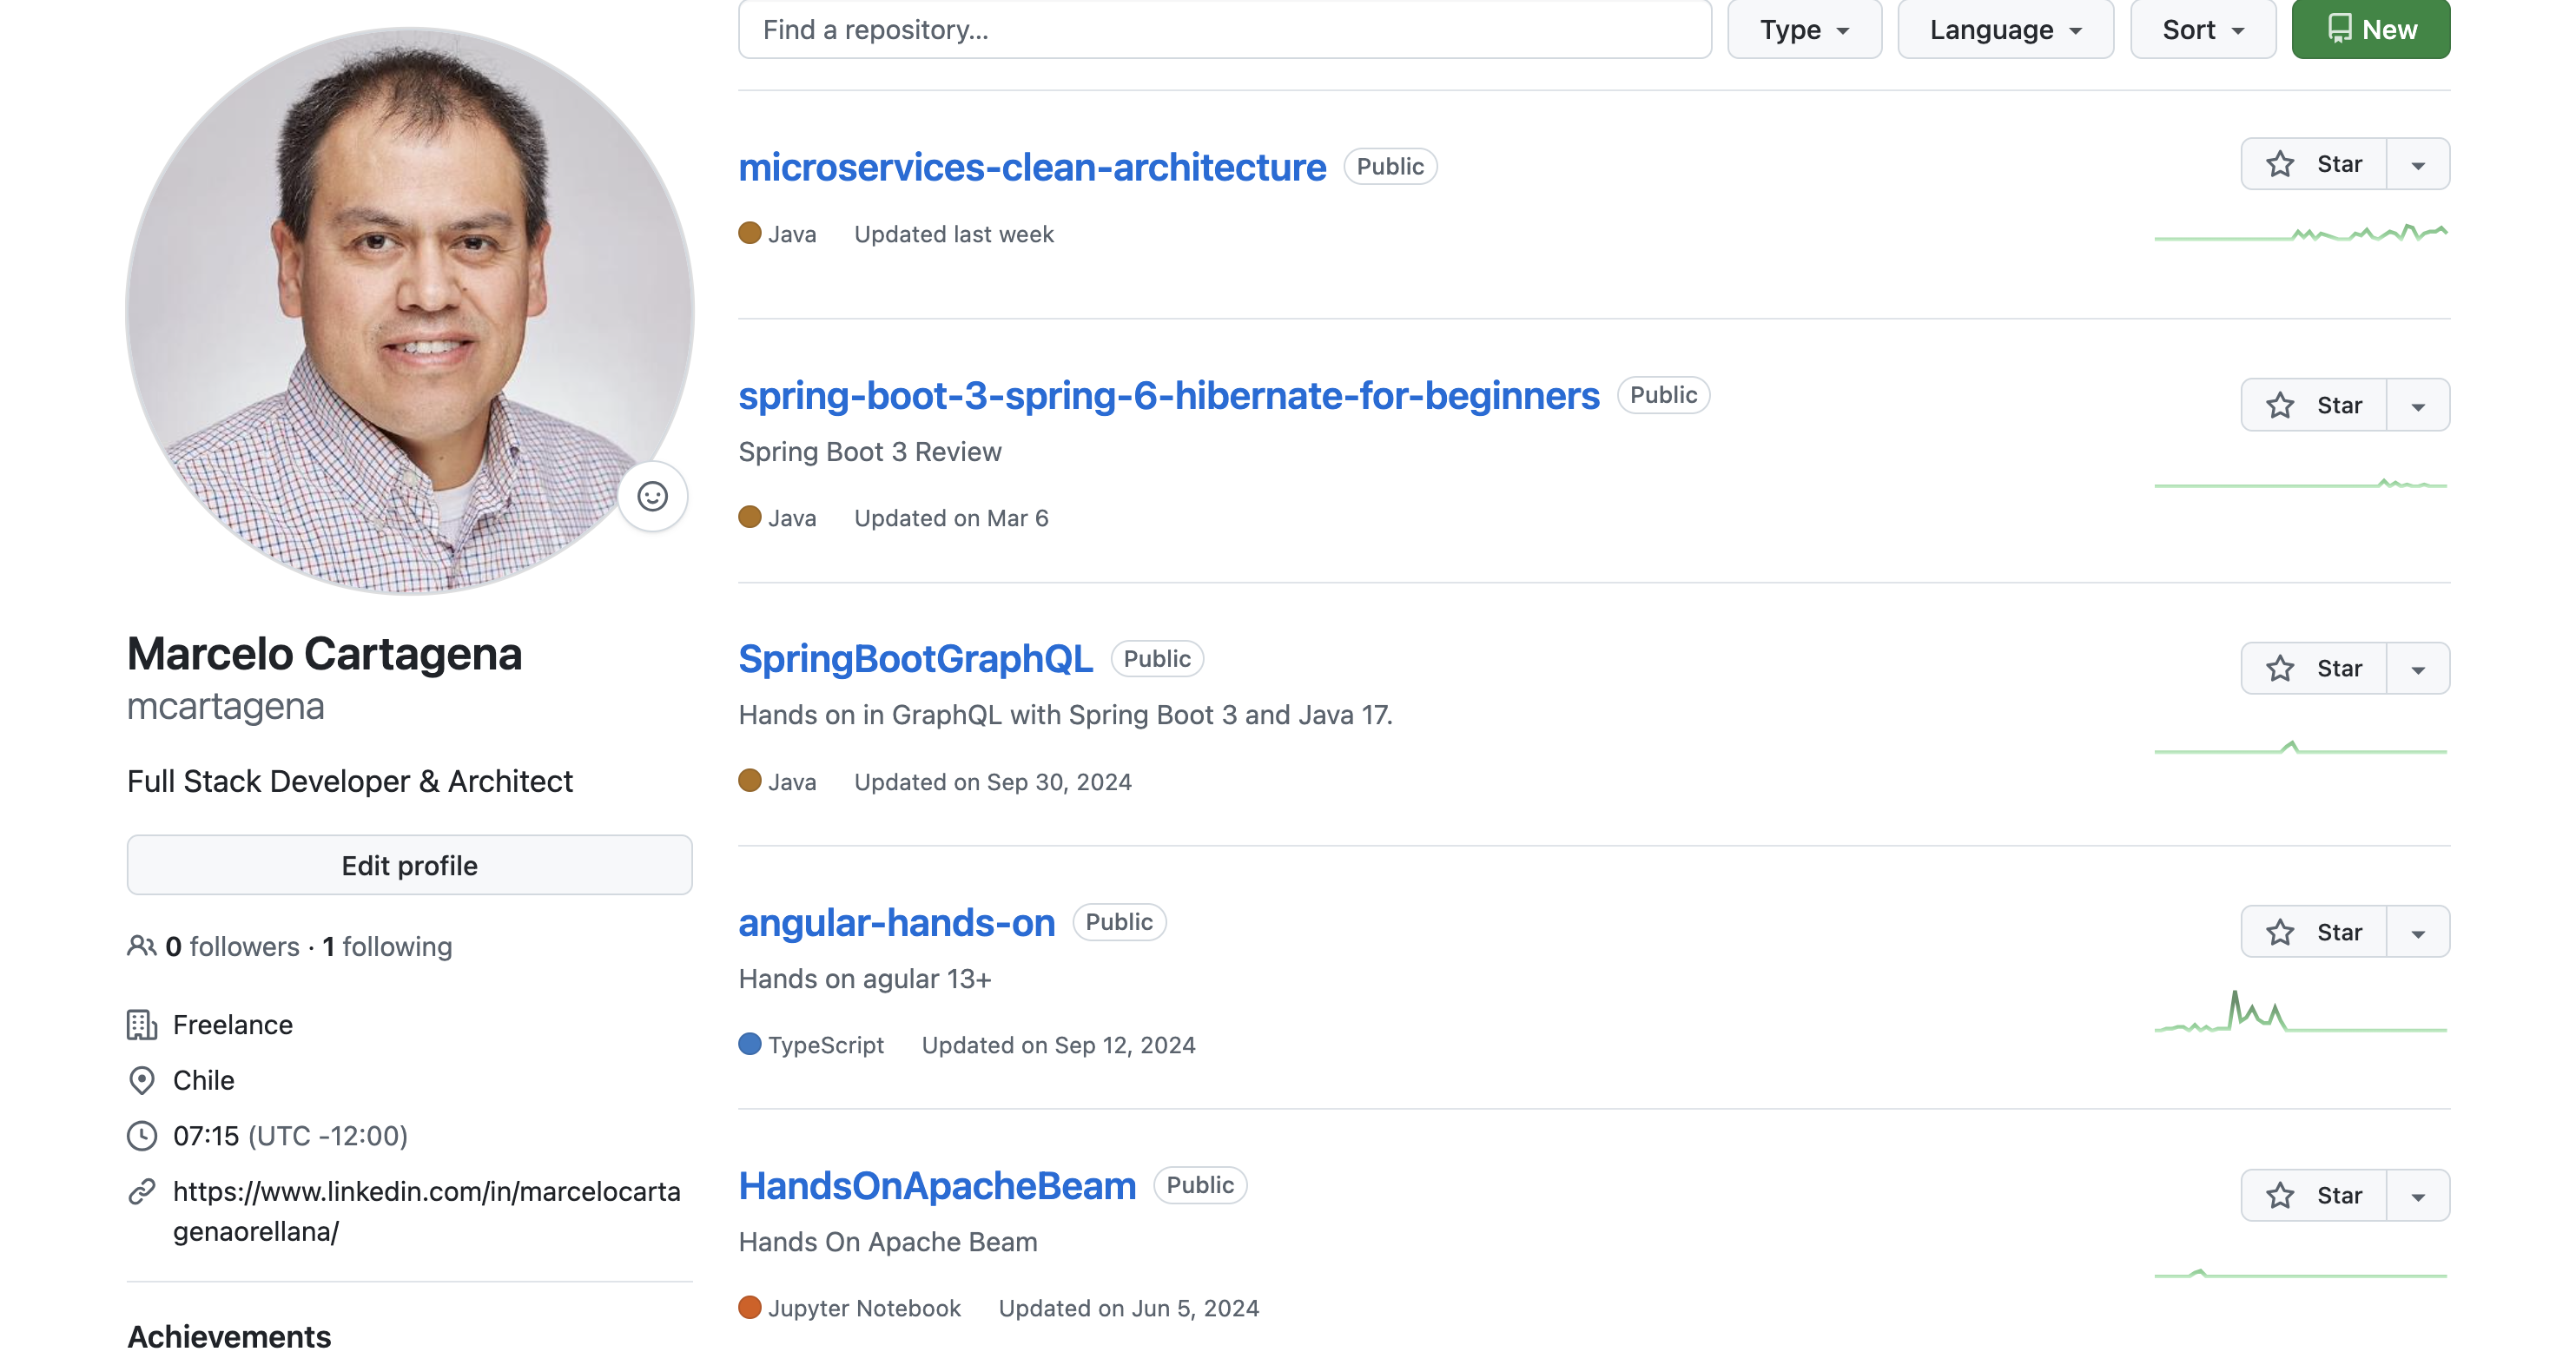 Find a repository...
Type
Language
Sort
New
microservices-clean-architecture Public
Star
Java Updated last week
spring-boot-3-spring-6-hibernate-for-beginners Public
Star
Spring Boot 3 Review
Java Updated on Mar 6
SpringBootGraphQL Public
Star
Hands on in GraphQL with Spring Boot 3 and Java 17.
Java Updated on Sep 30, 2024
angular-hands-on Public
Star
Hands on agular 13+
TypeScript Updated on Sep 12, 2024
HandsOnApacheBeam Public
Star
Hands On Apache Beam
Jupyter Notebook Updated on Jun 5, 2024
Marcelo Cartagena
mcartagena
Full Stack Developer & Architect
Edit profile
0 followers · 1 following
Freelance
Chile
07:15 (UTC -12:00)
https://www.linkedin.com/in/marcelocarta
genaorellana/
Achievements